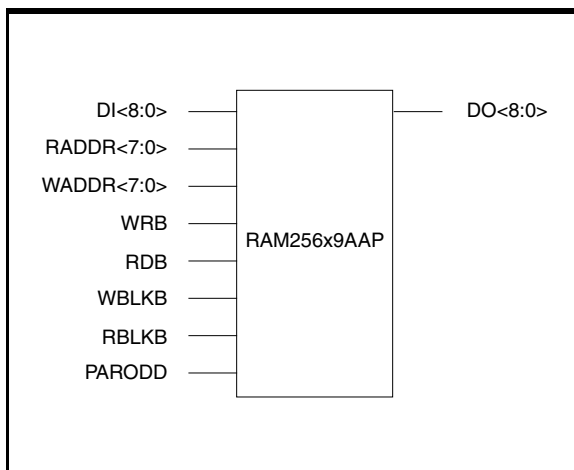 DI<8:0>
DO<8:0>
RADDR<7:0>
WADDR<7:0>
WRB
RAM256x9AAP
RDB
WBLKB
RBLKB
PARODD